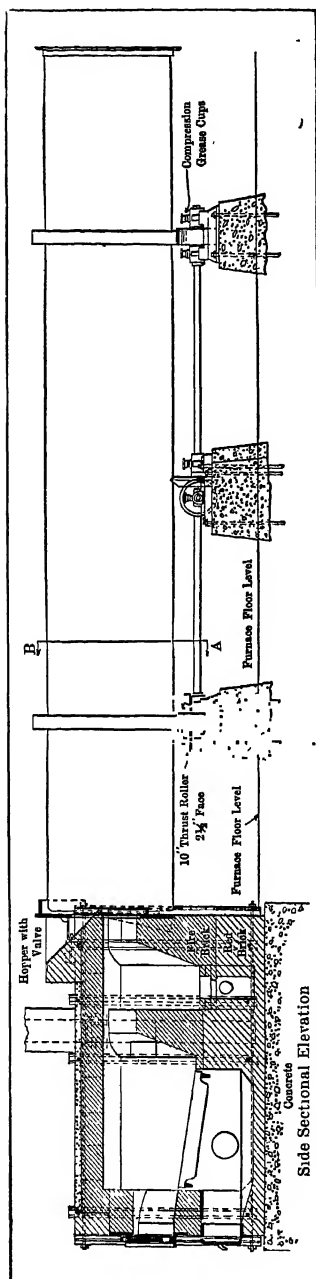 Hopper with
Valve
Fire
Brick
Red
Brick
Concrete
Side Sectional Elevation
10" Thrust Roller
2½" Face
Furnace Floor Level
B
A
Furnace Floor Level
Compression
Grease Cups